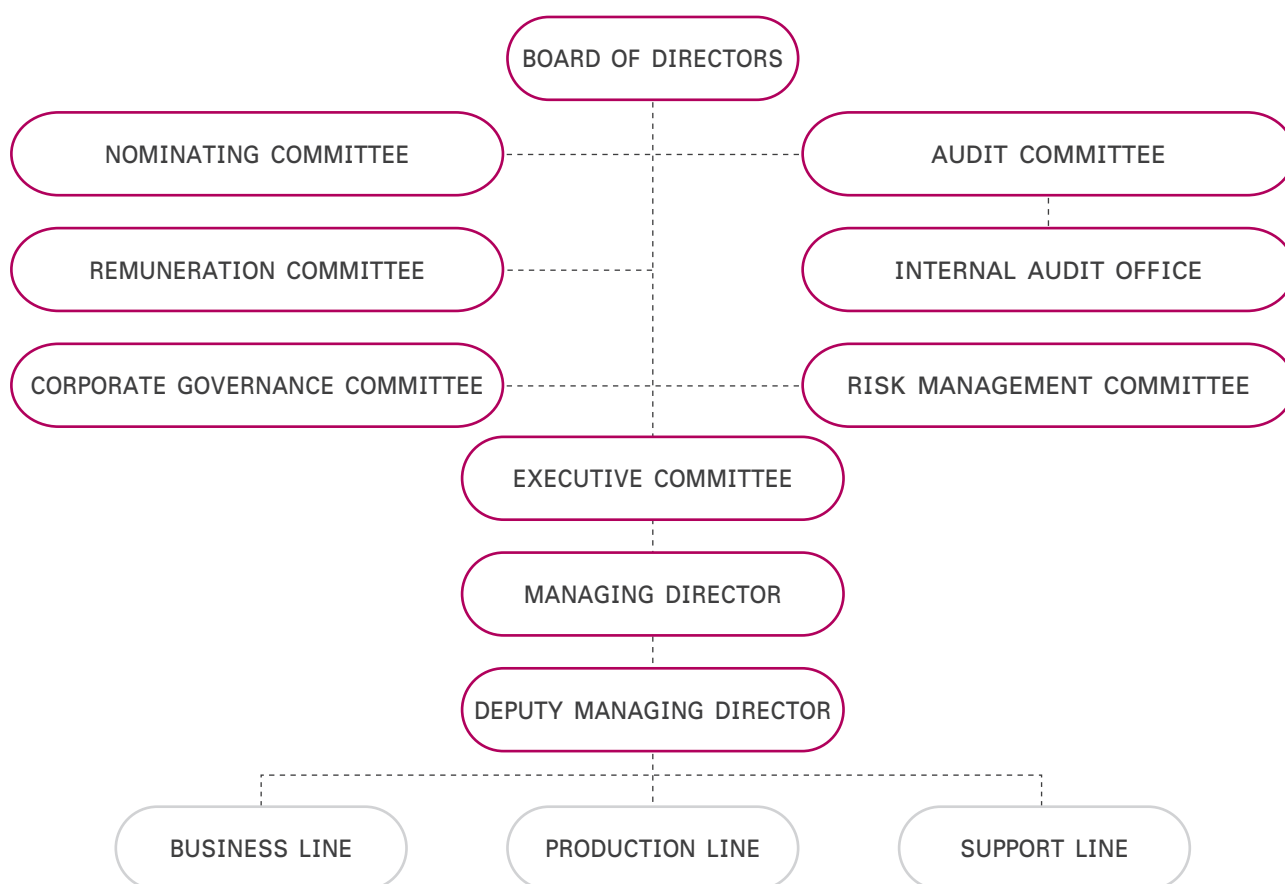 BOARD OF DIRECTORS
NOMINATING COMMITTEE
AUDIT COMMITTEE
REMUNERATION COMMITTEE
INTERNAL AUDIT OFFICE
CORPORATE GOVERNANCE COMMITTEE
RISK MANAGEMENT COMMITTEE
EXECUTIVE COMMITTEE
MANAGING DIRECTOR
DEPUTY MANAGING DIRECTOR
BUSINESS LINE
PRODUCTION LINE
SUPPORT LINE